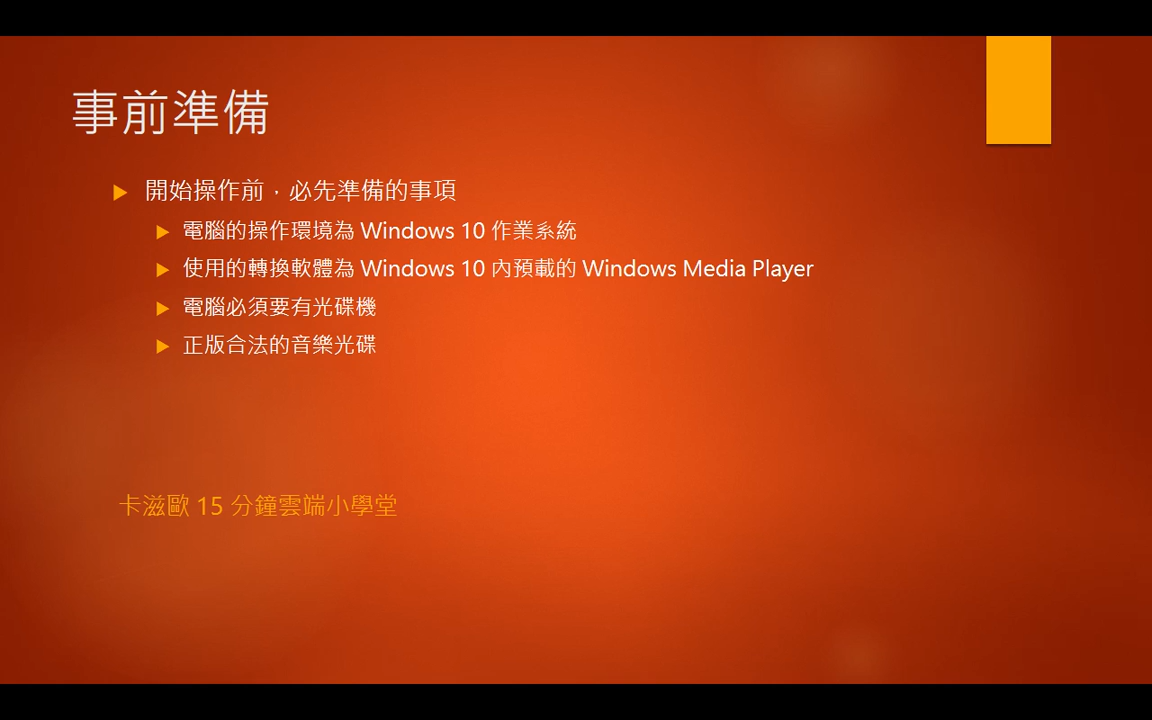 事前準備
開始操作前，必先準備的事項
電腦的操作環境為 Windows 10 作業系統
使用的轉換軟體為 Windows 10 內預載的 Windows Media Player
電腦必須要有光碟機
正版合法的音樂光碟
卡滋歐 15 分鐘雲端小學堂